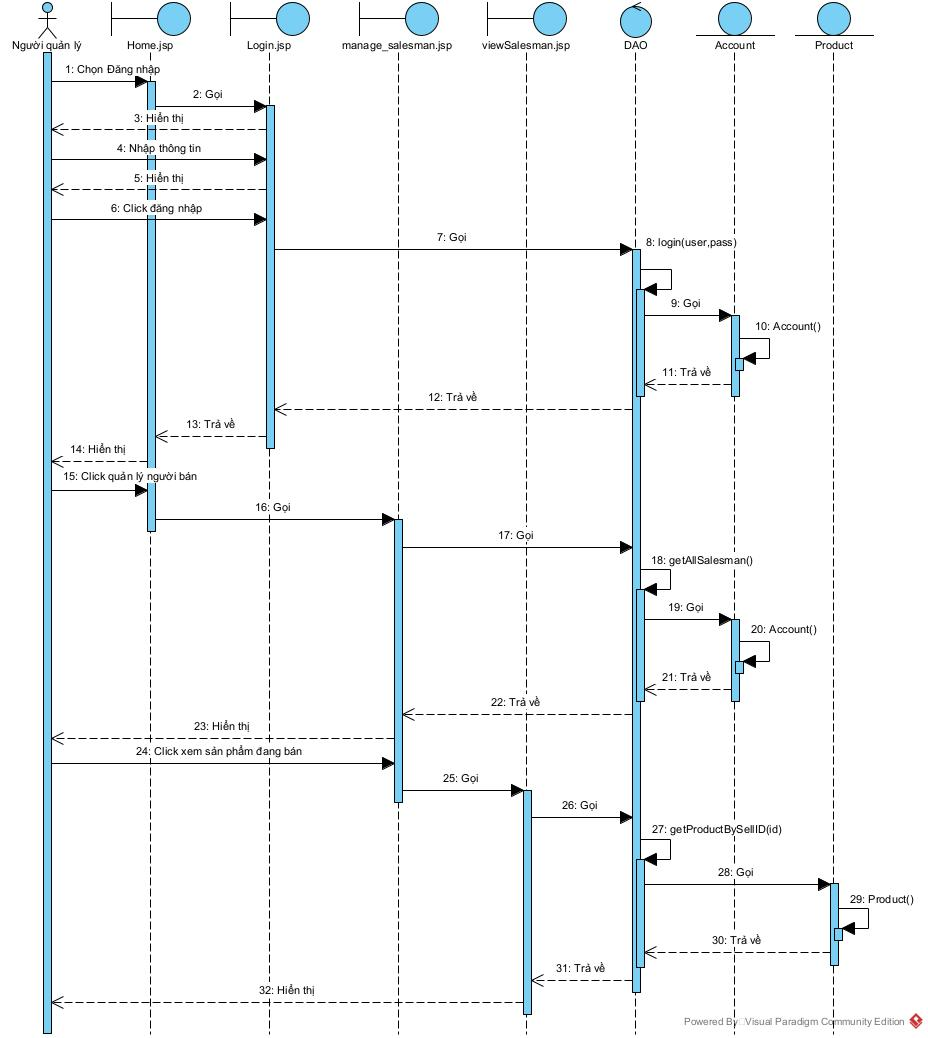 Người quản lý
Home.jsp
Login.jsp
manage_salesman.jsp
viewSalesman.jsp
DAO
Account
Product
1: Chọn Đăng nhập
2: Gọi
3: Hiển thị
4: Nhập thông tin
5: Hiển thị
6: Click đăng nhập
7: Gọi
8: login(user,pass)
9: Gọi
10: Account()
11: Trả về
12: Trả về
13: Trả về
14: Hiển thị
15: Click quản lý người bán
16: Gọi
17: Gọi
18: getAllSalesman()
19: Gọi
20: Account()
21: Trả về
22: Trả về
23: Hiển thị
24: Click xem sản phẩm đang bán
25: Gọi
26: Gọi
27: getProductBySellID(id)
28: Gọi
29: Product()
30: Trả về
31: Trả về
32: Hiển thị
Powered By Visual Paradigm Community Edition